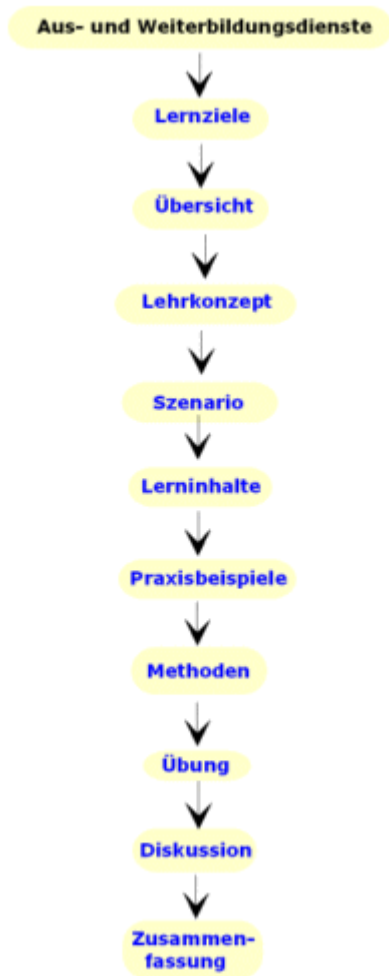 Aus- und Weiterbildungsdienste
Lernziele
Übersicht
Lehrkonzept
Szenario
Lerninhalte
Praxisbeispiele
Methoden
Übung
Diskussion
Zusammen-
fassung